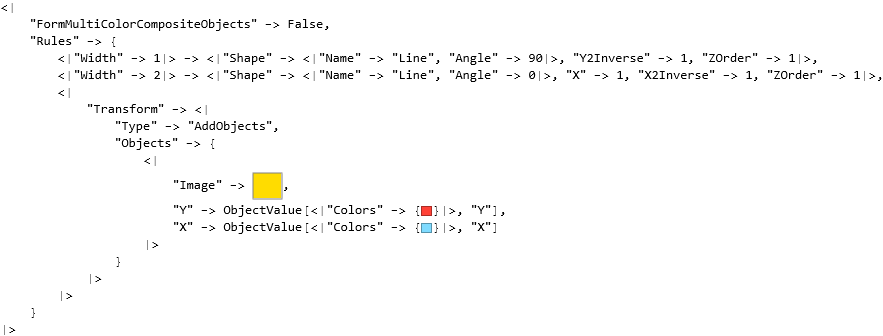 <|
"FormMultiColorCompositeObjects" -> False,
"Rules" -> {
<|"Width" -> 1|> -> <|"Shape" -> <|"Name" -> "Line", "Angle" -> 90|>, "Y2Inverse" -> 1, "ZOrder" -> 1|>,
<|"Width" -> 2|> -> <|"Shape" -> <|"Name" -> "Line", "Angle" -> 0|>, "X" -> 1, "X2Inverse" -> 1, "ZOrder" -> 1|>,
<|
"Transform" -> <|
"Type" -> "AddObjects",
"Objects" -> {
<|
"Image" -> ,
"Y" -> ObjectValue[<|"Colors" -> {}|>, "Y"],
"X" -> ObjectValue[<|"Colors" -> {}|>, "X"]
|>
}
|>
|>
}
|>